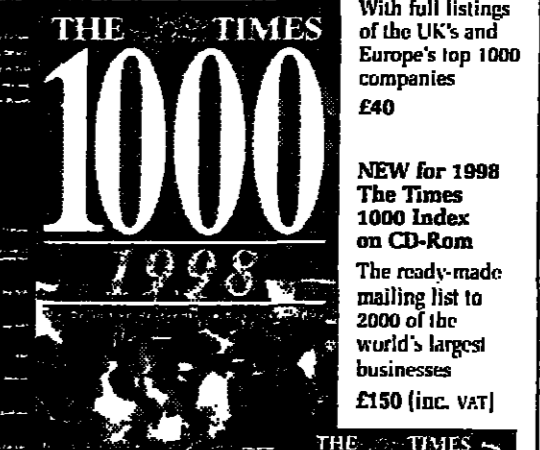 THE TIMES
1000
1998
With full listings
of the UK's and
Europe's top 1000
companies
£40
NEW for 1998
The Times
1000 Index
on CD-Rom
The ready-made
mailing list to
2000 of the
world's largest
businesses
£150 (inc. VAT)
THE TIMES